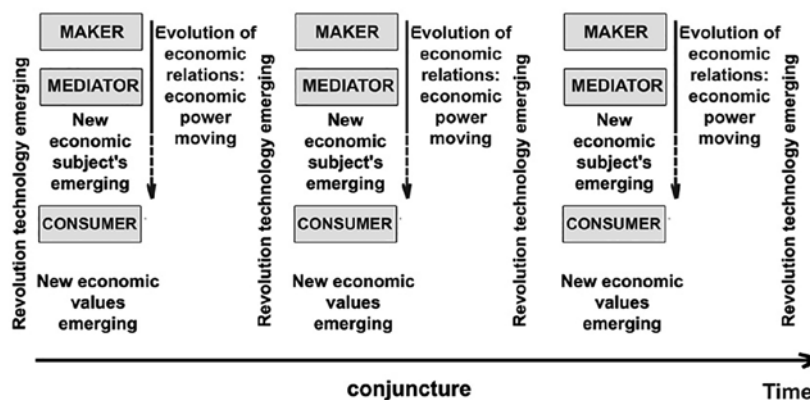 Revolution technology emerging
MAKER
MEDIATOR
New
economic
subject's
emerging
CONSUMER
New economic
values
emerging
Evolution of
economic
relations:
economic
power
moving
Revolution technology emerging
MAKER
MEDIATOR
New
economic
subject's
emerging
CONSUMER
New economic
values
emerging
Evolution of
economic
relations:
economic
power
moving
Revolution technology emerging
MAKER
MEDIATOR
New
economic
subject's
emerging
CONSUMER
New economic
values
emerging
Evolution of
economic
relations:
economic
power
moving
Revolution technology emerging
conjuncture
Time